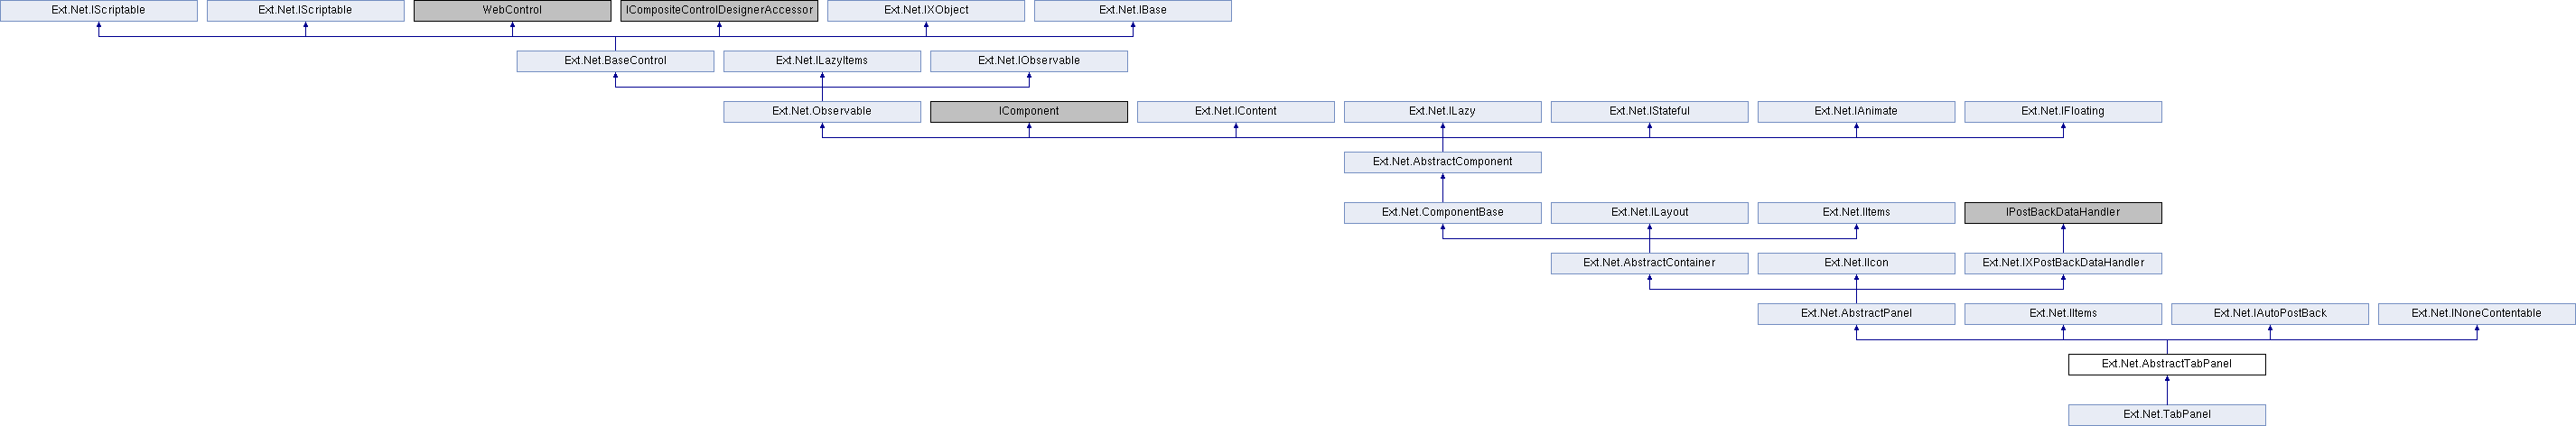 Ext.Net.IScriptable
Ext.Net.IScriptable
WebControl
ICompositeControlDesignerAccessor
Ext.Net.IXObject
Ext.Net.IBase
Ext.Net.BaseControl
Ext.Net.ILazyItems
Ext.Net.IObservable
Ext.Net.Observable
IComponent
Ext.Net.IContent
Ext.Net.ILazy
Ext.Net.IStateful
Ext.Net.IAnimate
Ext.Net.IFloating
Ext.Net.AbstractComponent
Ext.Net.ComponentBase
Ext.Net.ILayout
Ext.Net.IItems
IPostBackDataHandler
Ext.Net.AbstractContainer
Ext.Net.IIcon
Ext.Net.IXPostBackDataHandler
Ext.Net.AbstractPanel
Ext.Net.IItems
Ext.Net.IAutoPostBack
Ext.Net.INoneContentable
Ext.Net.AbstractTabPanel
Ext.Net.TabPanel